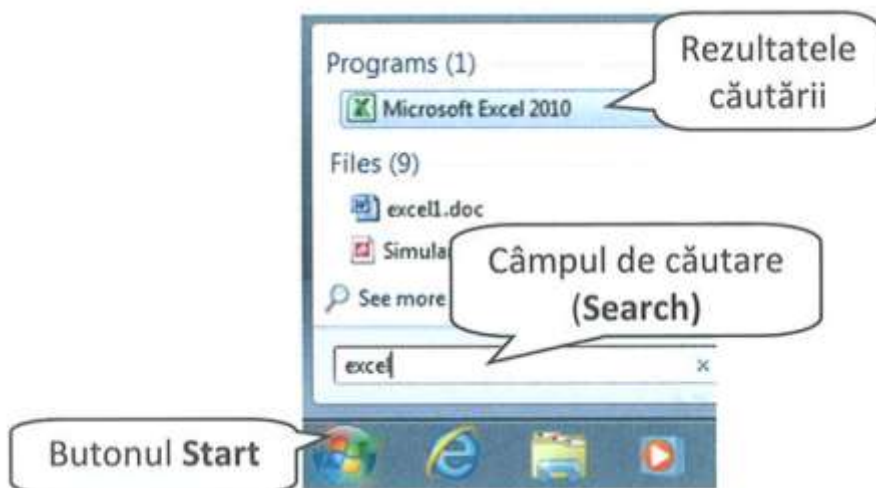 Programs (1)
Rezultatele
căutării
Microsoft Excel 2010
Files (9)
excel1.doc
Simula
Câmpul de căutare
(Search)
See more
excel
Butonul Start